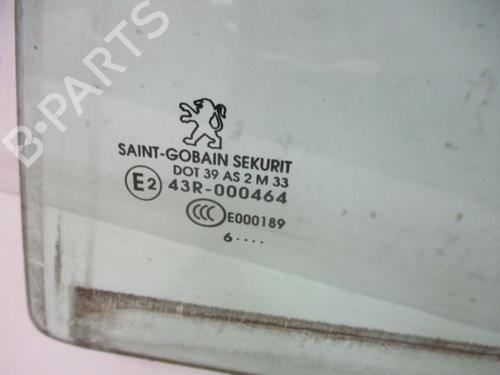 B-PARTS
SAINT-GOBAIN SEKURIT
DOT 39 AS 2 M 33
E2 43R-000464
CCC E000189
6 ····